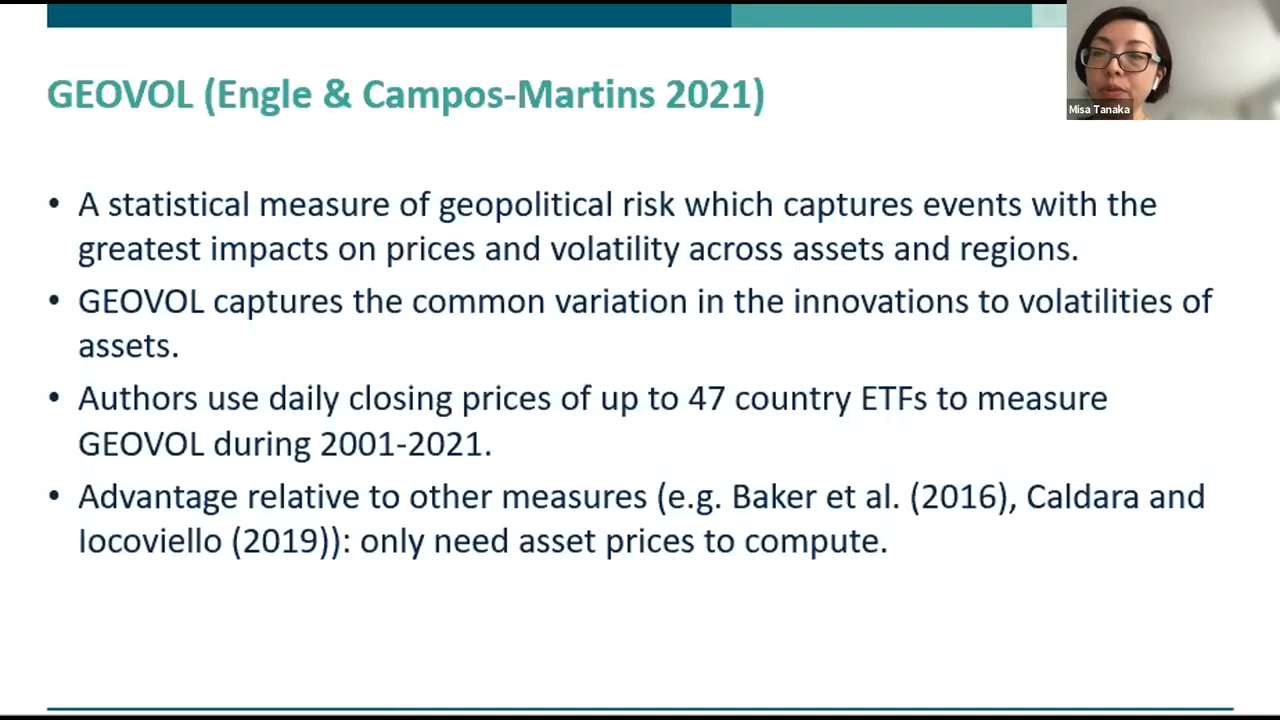 GEOVOL (Engle & Campos-Martins 2021)
Misa Tanaka
• A statistical measure of geopolitical risk which captures events with the
greatest impacts on prices and volatility across assets and regions.
• GEOVOL captures the common variation in the innovations to volatilities of
assets.
• Authors use daily closing prices of up to 47 country ETFs to measure
GEOVOL during 2001-2021.
• Advantage relative to other measures (e.g. Baker et al. (2016), Caldara and
Iocoviello (2019)): only need asset prices to compute.